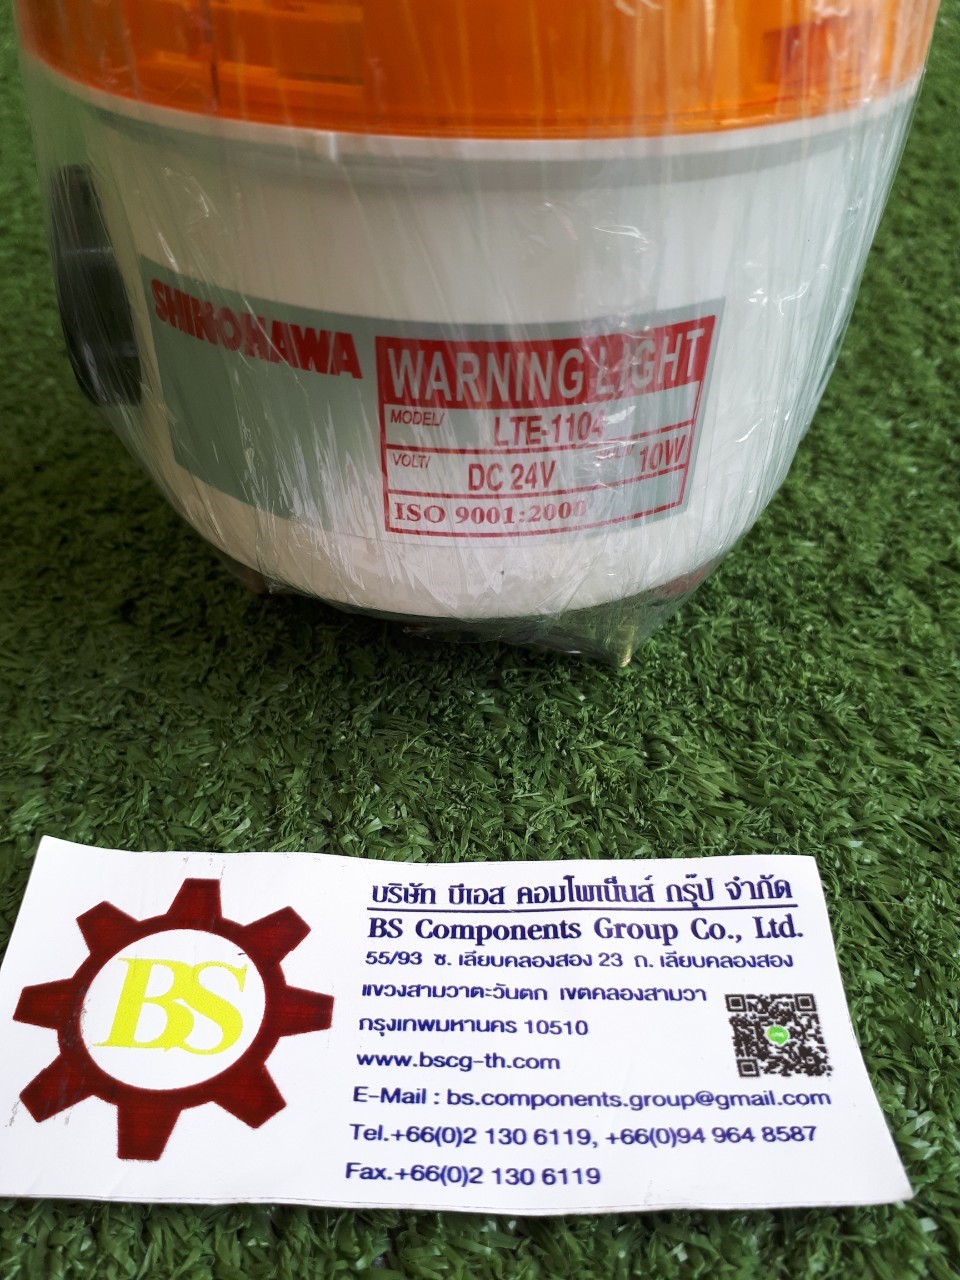 SHINOHAWA
WARNING LIGHT
MODEL/ LTE-1104
VOLT/ DC 24V 10W
ISO 9001:2000
BS
บริษัท บีเอส คอมโพเน็นส์ กรุ๊ป จำกัด
BS Components Group Co., Ltd.
55/93 ซ. เลียบคลองสอง 23 ถ. เลียบคลองสอง
แขวงสามวาตะวันตก เขตคลองสามวา
กรุงเทพมหานคร 10510
www.bscg-th.com
E-Mail : bs.components.group@gmail.com
Tel.+66(0)2 130 6119, +66(0)94 964 8587
Fax.+66(0)2 130 6119